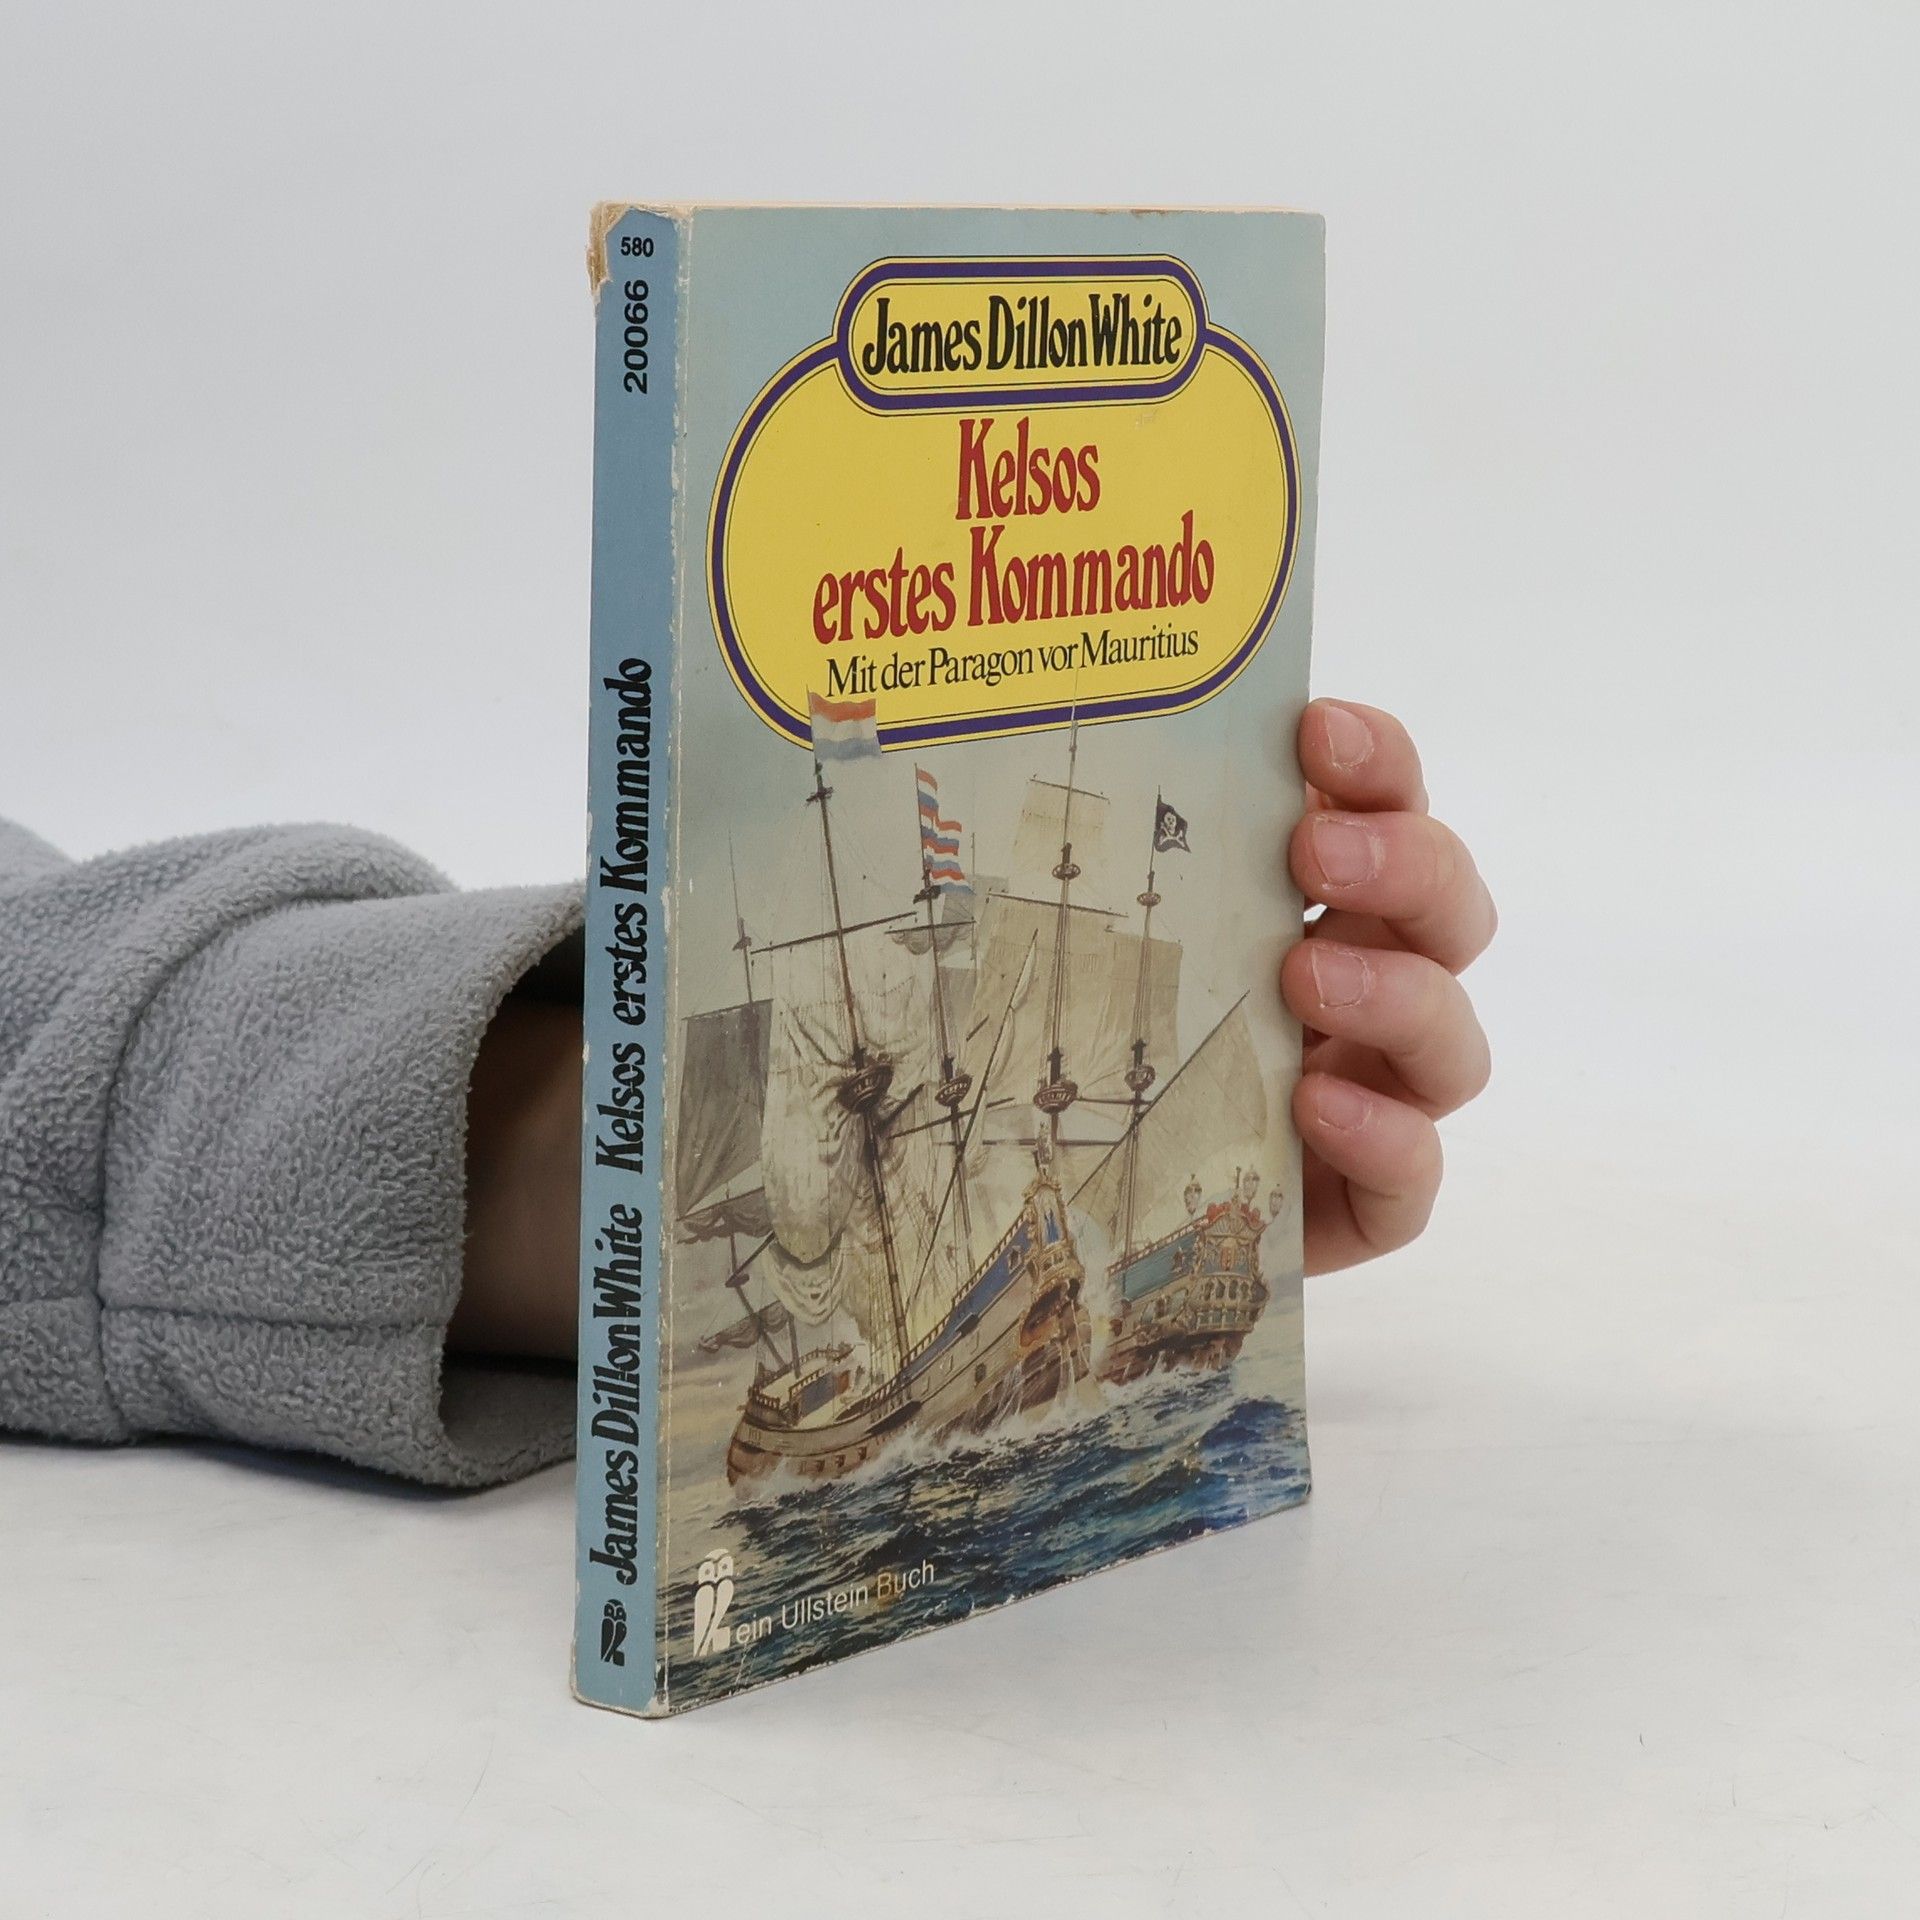 580
20066
James Dillon White Kelsos erstes Kommando
James Dillon White
Kelsos
erstes Kommando
Mit der Paragon vor Mauritius
ein Ullstein Buch